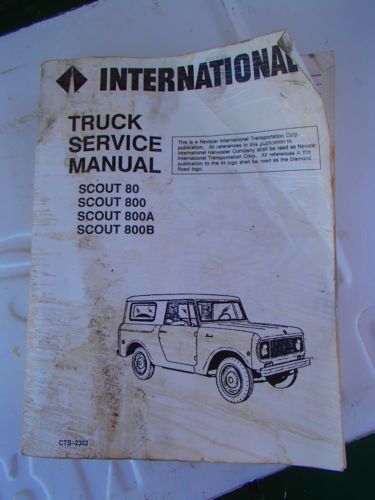 INTERNATIONAL
TRUCK
SERVICE
MANUAL
This is a Navistar International Transportation Corp.
publication. All references in this publication to
International Harvester Company shall be read as Navistar
International Transportation Corp. All references in this
publication to the IH logo shall be read as the Diamond
Road logo.
SCOUT 80
SCOUT 800
SCOUT 800A
SCOUT 800B
CTS-2302